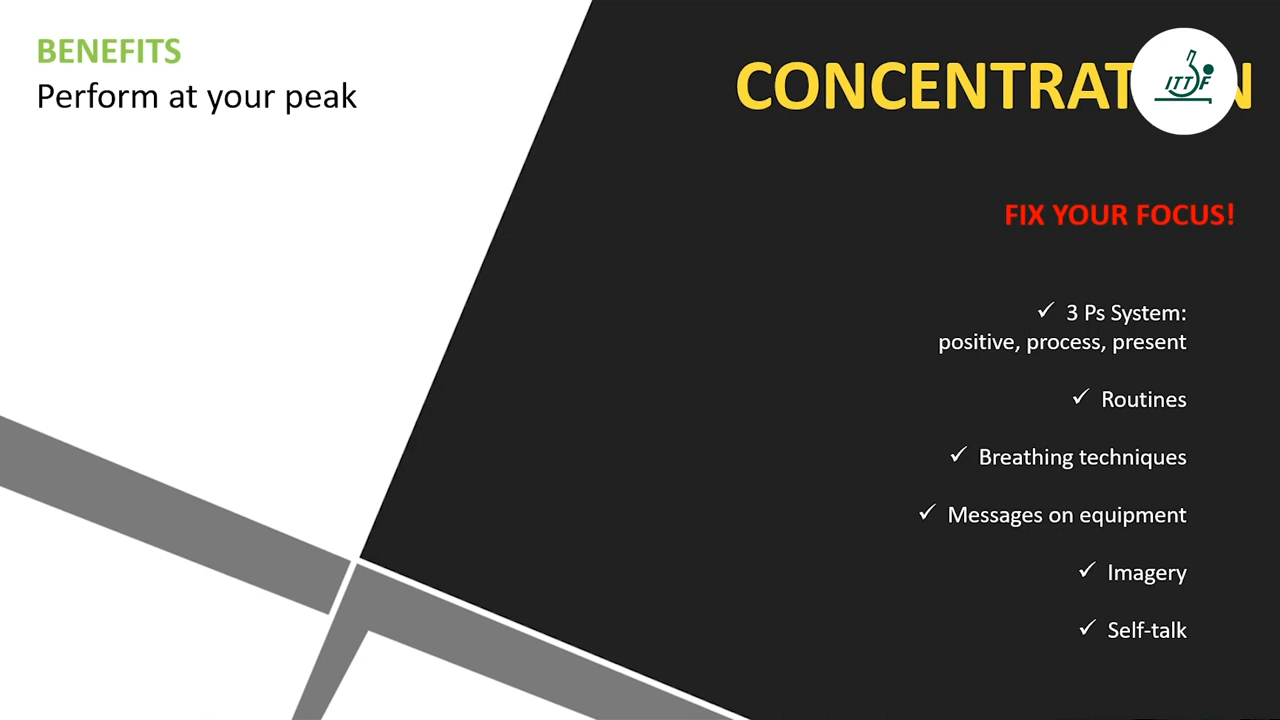 BENEFITS
Perform at your peak
CONCENTRAT N
ITTF
FIX YOUR FOCUS!
✓ 3 Ps System:
positive, process, present
✓ Routines
✓ Breathing techniques
✓ Messages on equipment
✓ Imagery
✓ Self-talk